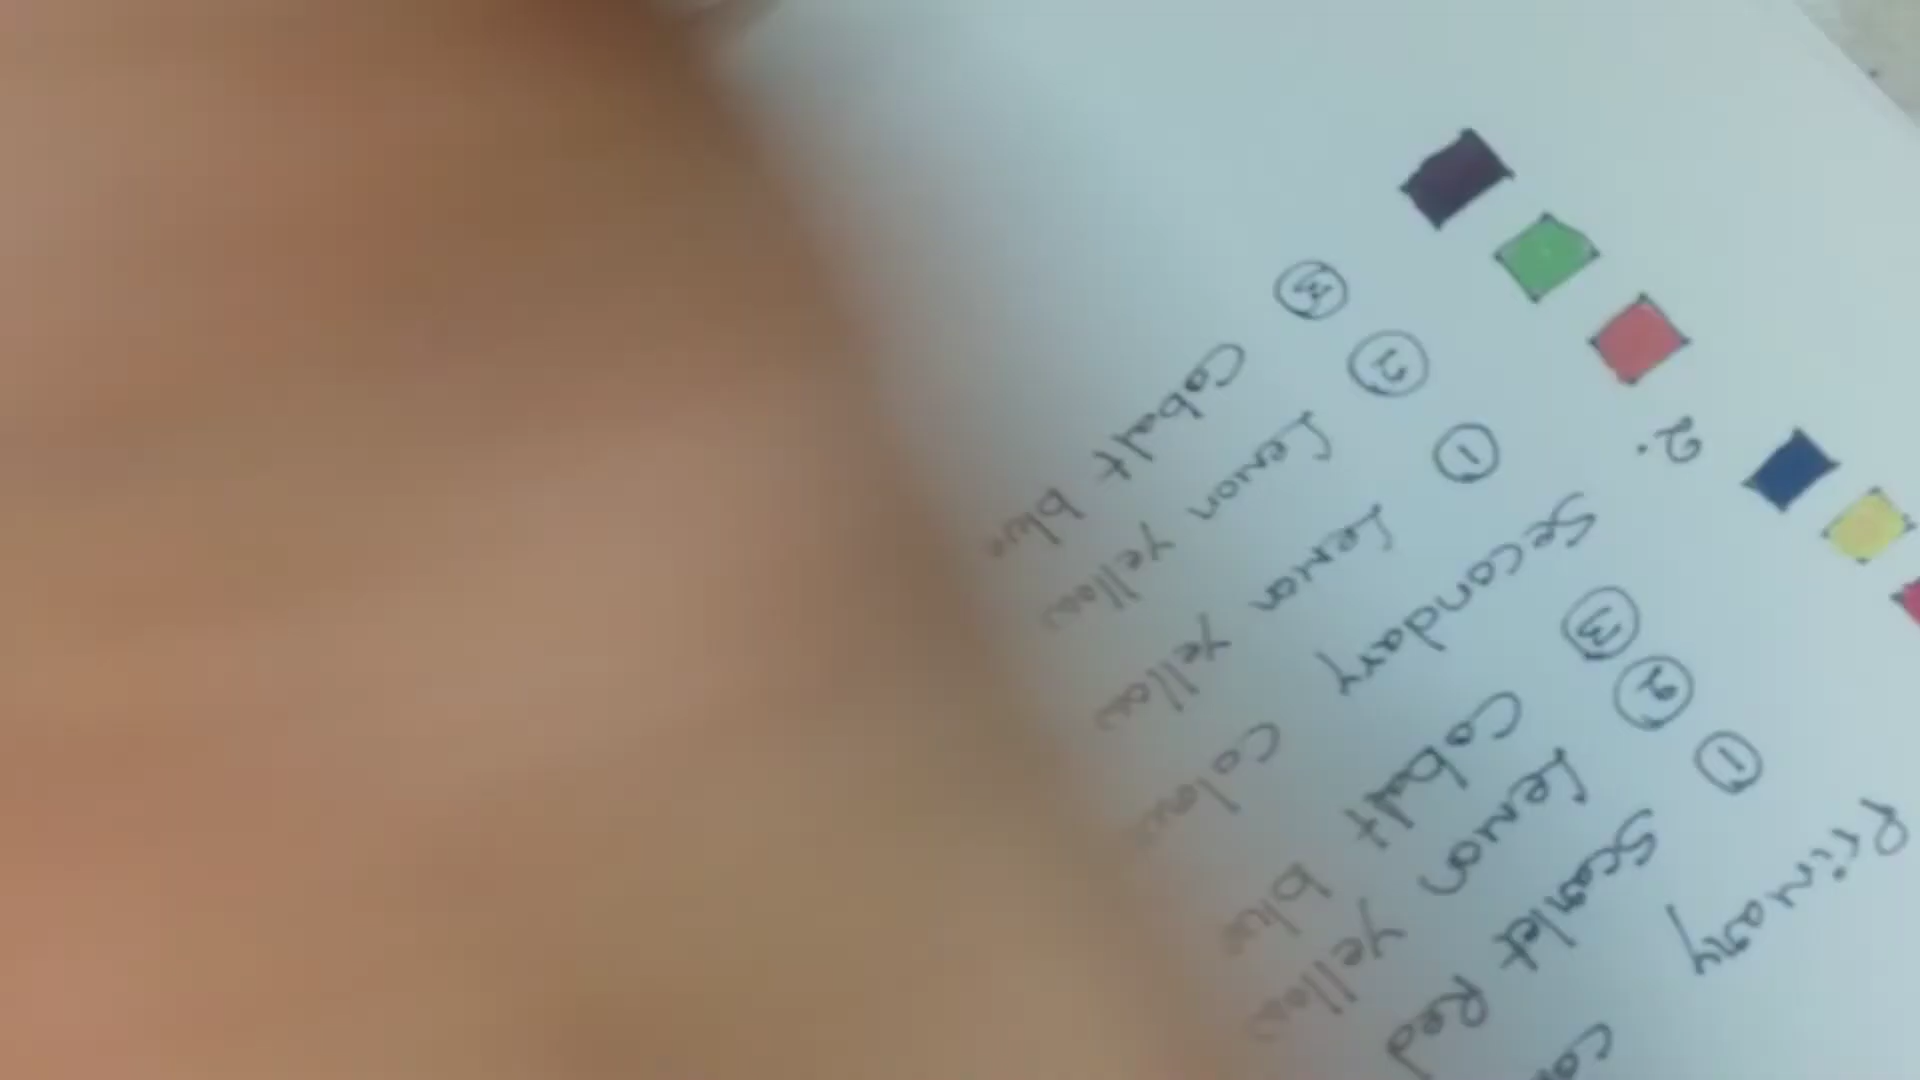 Primary
① Scarlet Red
② Lemon Yellow
③ Cobalt blue
2. Secondary Colour
① Lemon Yellow
② Lemon Yellow
③ Cobalt blue